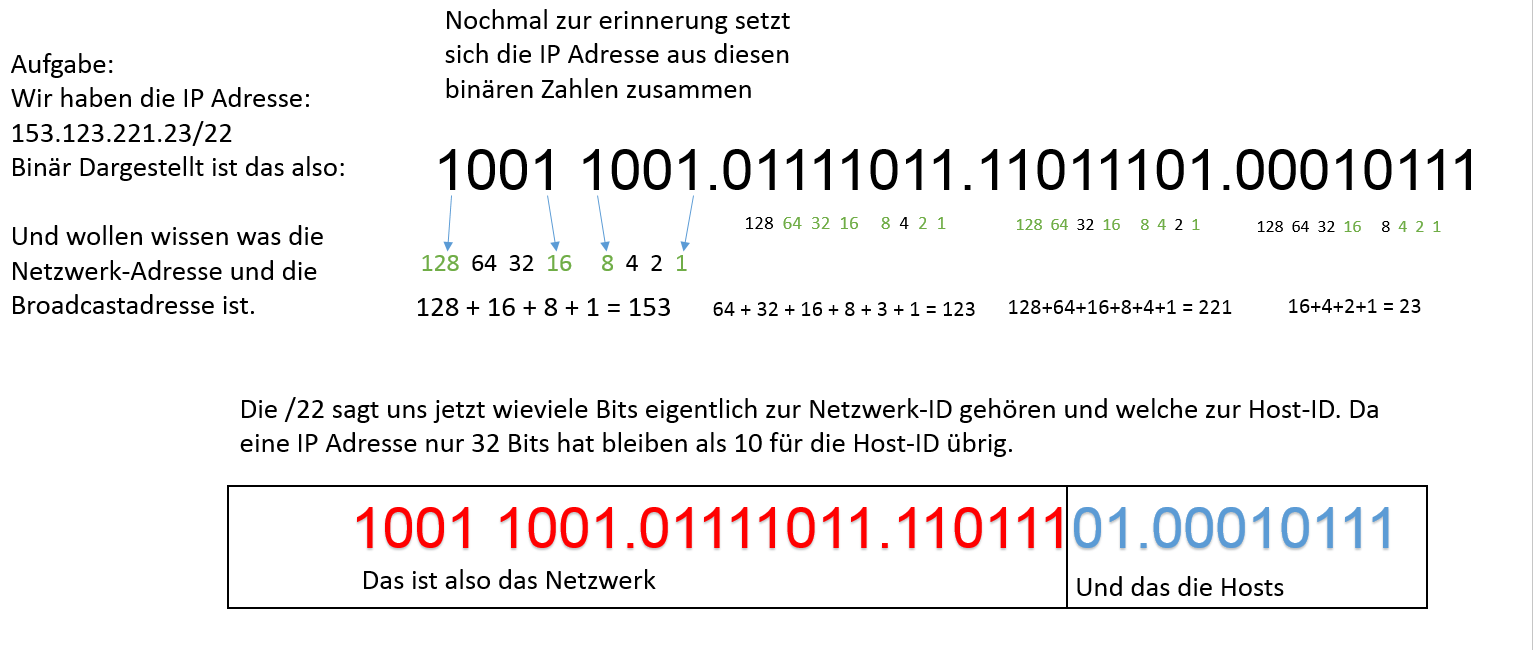 Nochmal zur erinnerung setzt
sich die IP Adresse aus diesen
binären Zahlen zusammen
Aufgabe:
Wir haben die IP Adresse:
153.123.221.23/22
Binär Dargestellt ist das also:
Und wollen wissen was die
Netzwerk-Adresse und die
Broadcastadresse ist.
1001 1001.01111011.11011101.00010111
128 64 32 16 8 4 2 1
128 64 32 16 8 4 2 1
128 64 32 16 8 4 2 1
128 64 32 16 8 4 2 1
128 + 16 + 8 + 1 = 153
64 + 32 + 16 + 8 + 3 + 1 = 123
128+64+16+8+4+1 = 221
16+4+2+1 = 23
Die /22 sagt uns jetzt wieviele Bits eigentlich zur Netzwerk-ID gehören und welche zur Host-ID. Da
eine IP Adresse nur 32 Bits hat bleiben als 10 für die Host-ID übrig.
1001 1001.01111011.11011101.00010111
Das ist also das Netzwerk
Und das die Hosts